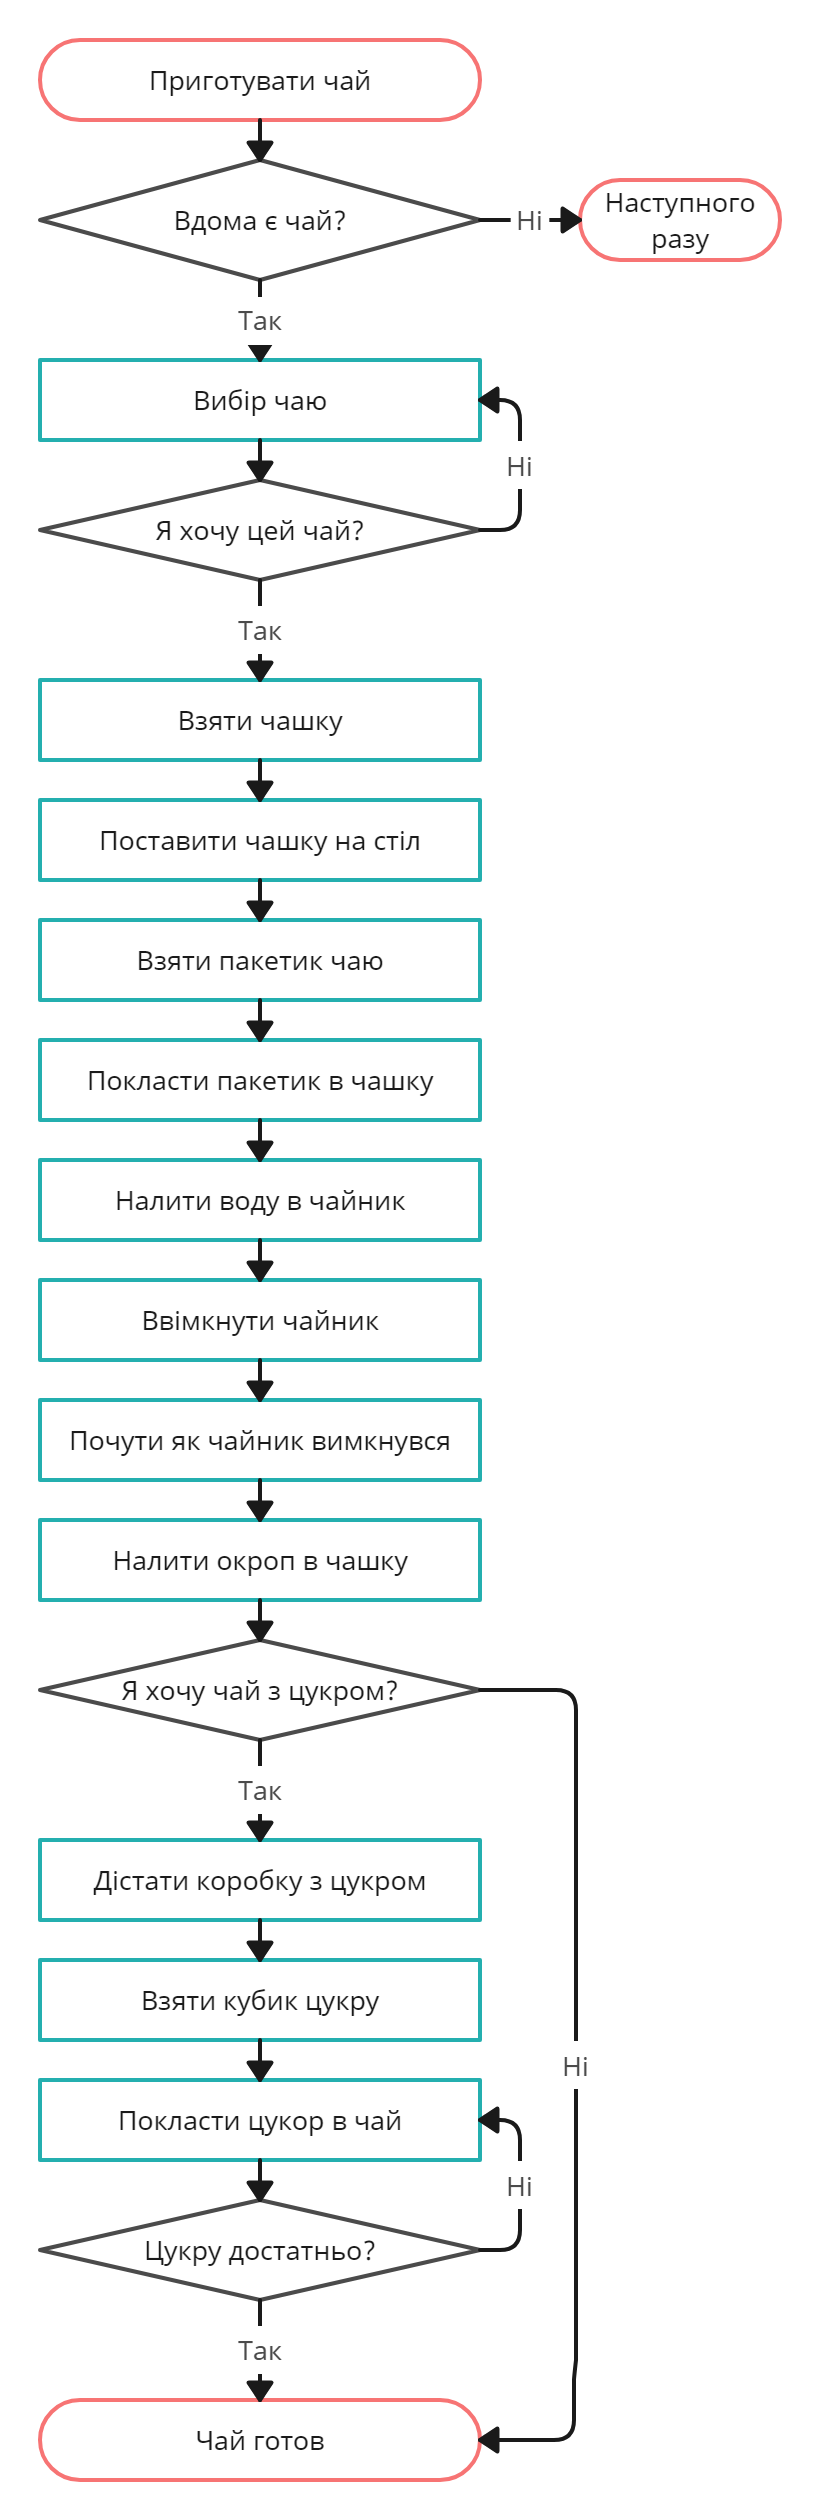 Приготувати чай
Вдома є чай?
Ні
Наступного
разу
Так
Вибір чаю
Ні
Я хочу цей чай?
Так
Взяти чашку
Поставити чашку на стіл
Взяти пакетик чаю
Покласти пакетик в чашку
Налити воду в чайник
Ввімкнути чайник
Почути як чайник вимкнувся
Налити окроп в чашку
Я хочу чай з цукром?
Так
Дістати коробку з цукром
Взяти кубик цукру
Ні
Покласти цукор в чай
Ні
Цукру достатньо?
Так
Чай готов